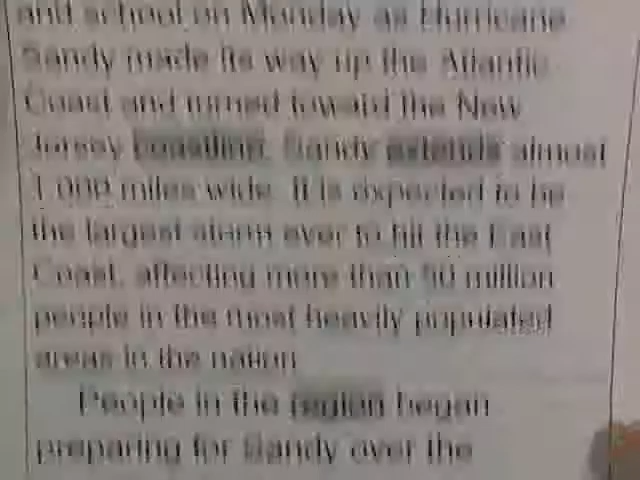 and school on Monday as Hurricane
Sandy made its way up the Atlantic
Coast and turned toward the New
Jersey coastline. Sandy extends almost
1,000 miles wide. It is expected to be
the largest storm ever to hit the East
Coast, affecting more than 50 million
people in the most heavily populated
areas in the nation.
People in the region began
preparing for Sandy over the